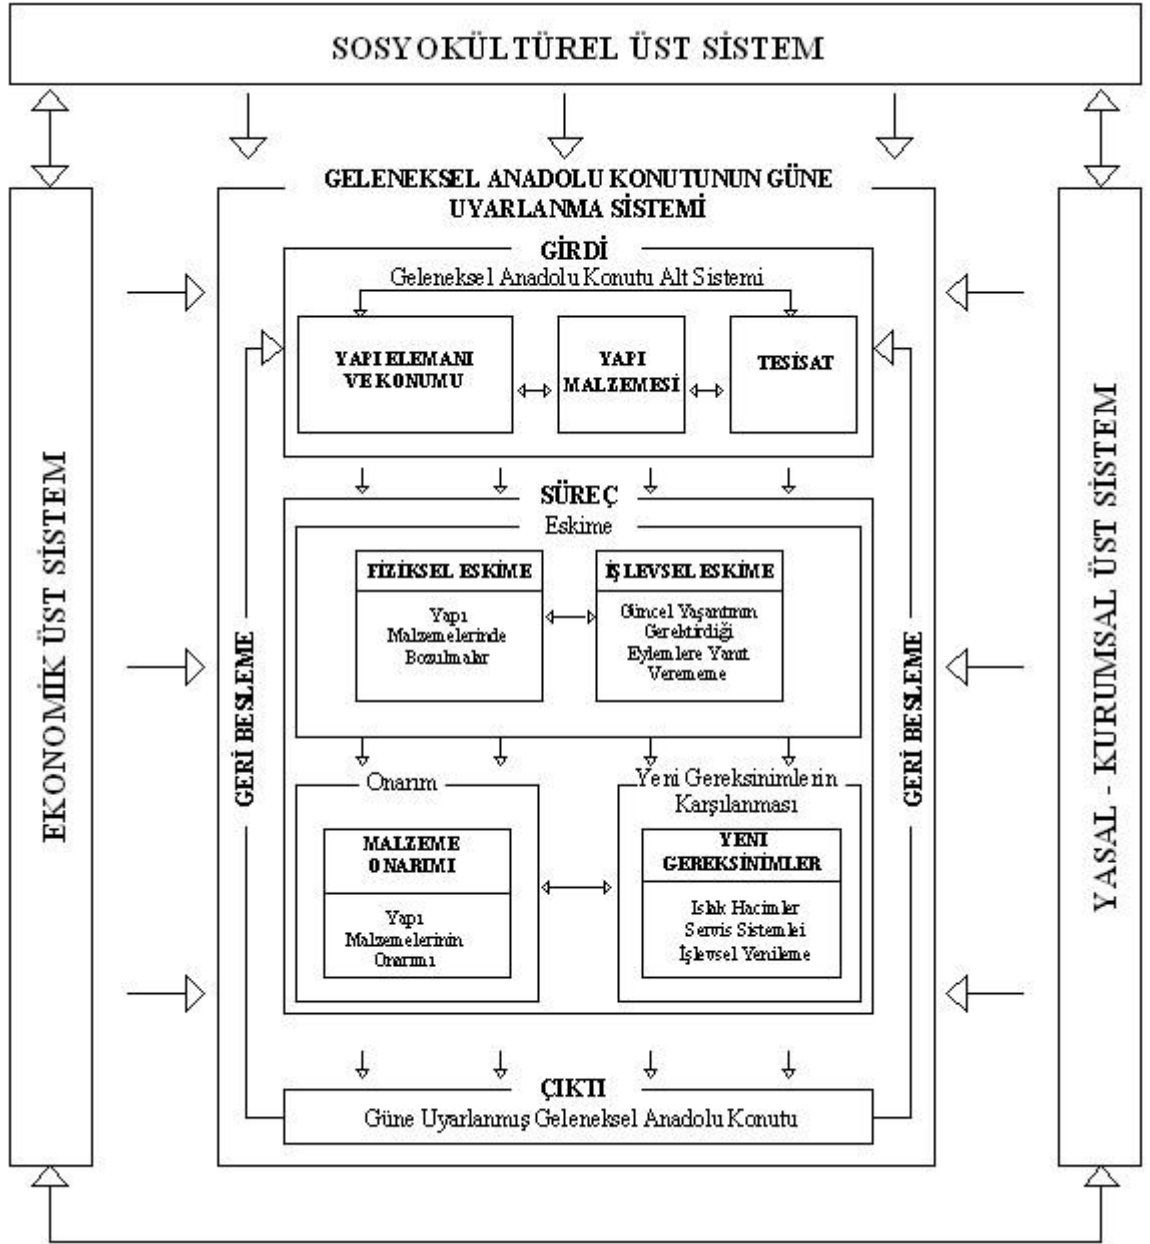 SOSYOKÜLTÜREL ÜST SİSTEM
EKONOMİK ÜST SİSTEM
GELENEKSEL ANADOLU KONUTUNUN GÜNE
UYARLANMA SİSTEMİ
GİRDİ
Geleneksel Anadolu Konutu Alt Sistemi
YAPI ELEMANI
VE KONUMU
YAPI
MALZEMESİ
TESİSAT
SÜREÇ
Eskime
FİZİKSEL ESKİME
Yapı
Malzemelerinde
Bozulmalar
İŞLEVSEL ESKİME
Güncel Yaşantının
Gerektirdiği
Eylemlere Yanıt
Verememe
GERİ BESLEME
GERİ BESLEME
Onarım
MALZEME
ONARIMI
Yapı
Malzemelerinin
Onarımı
Yeni Gereksinimlerin
Karşılanması
YENI
GEREKSİNİMLER
Islak Hacimler
Servis Sistemlei
İşlevsel Yenileme
ÇIKTI
Güne Uyarlanmış Geleneksel Anadolu Konutu
YASAL - KURUMSAL ÜST SİSTEM